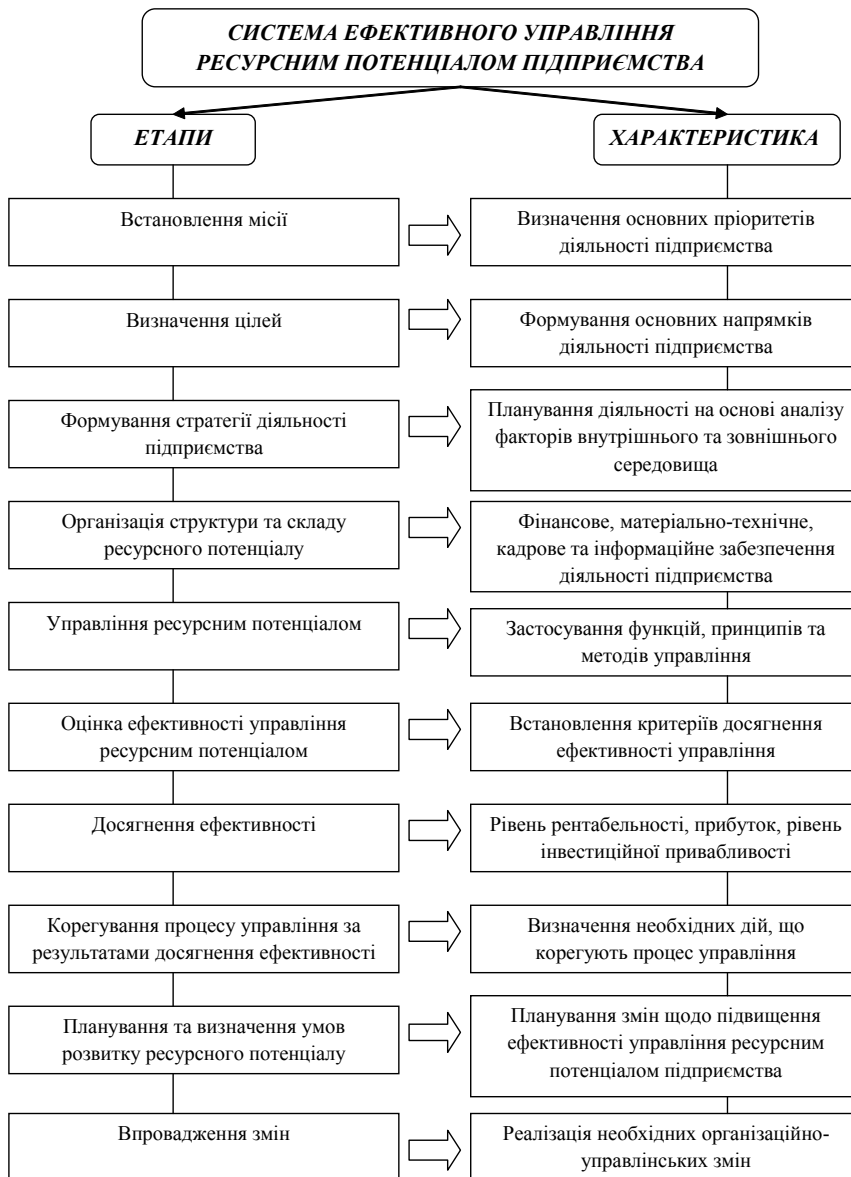 СИСТЕМА ЕФЕКТИВНОГО УПРАВЛІННЯ
РЕСУРСНИМ ПОТЕНЦІАЛОМ ПІДПРИЄМСТВА
ЕТАПИ
ХАРАКТЕРИСТИКА
Встановлення місії
Визначення основних пріоритетів
діяльності підприємства
Визначення цілей
Формування основних напрямків
діяльності підприємства
Формування стратегії діяльності
підприємства
Планування діяльності на основі аналізу
факторів внутрішнього та зовнішнього
середовища
Організація структури та складу
ресурсного потенціалу
Фінансове, матеріально-технічне,
кадрове та інформаційне забезпечення
діяльності підприємства
Управління ресурсним потенціалом
Застосування функцій, принципів та
методів управління
Оцінка ефективності управління
ресурсним потенціалом
Встановлення критеріїв досягнення
ефективності управління
Досягнення ефективності
Рівень рентабельності, прибуток, рівень
інвестиційної привабливості
Корегування процесу управління за
результатами досягнення ефективності
Визначення необхідних дій, що
корегують процес управління
Планування та визначення умов
розвитку ресурсного потенціалу
Планування змін щодо підвищення
ефективності управління ресурсним
потенціалом підприємства
Впровадження змін
Реалізація необхідних організаційно-
управлінських змін